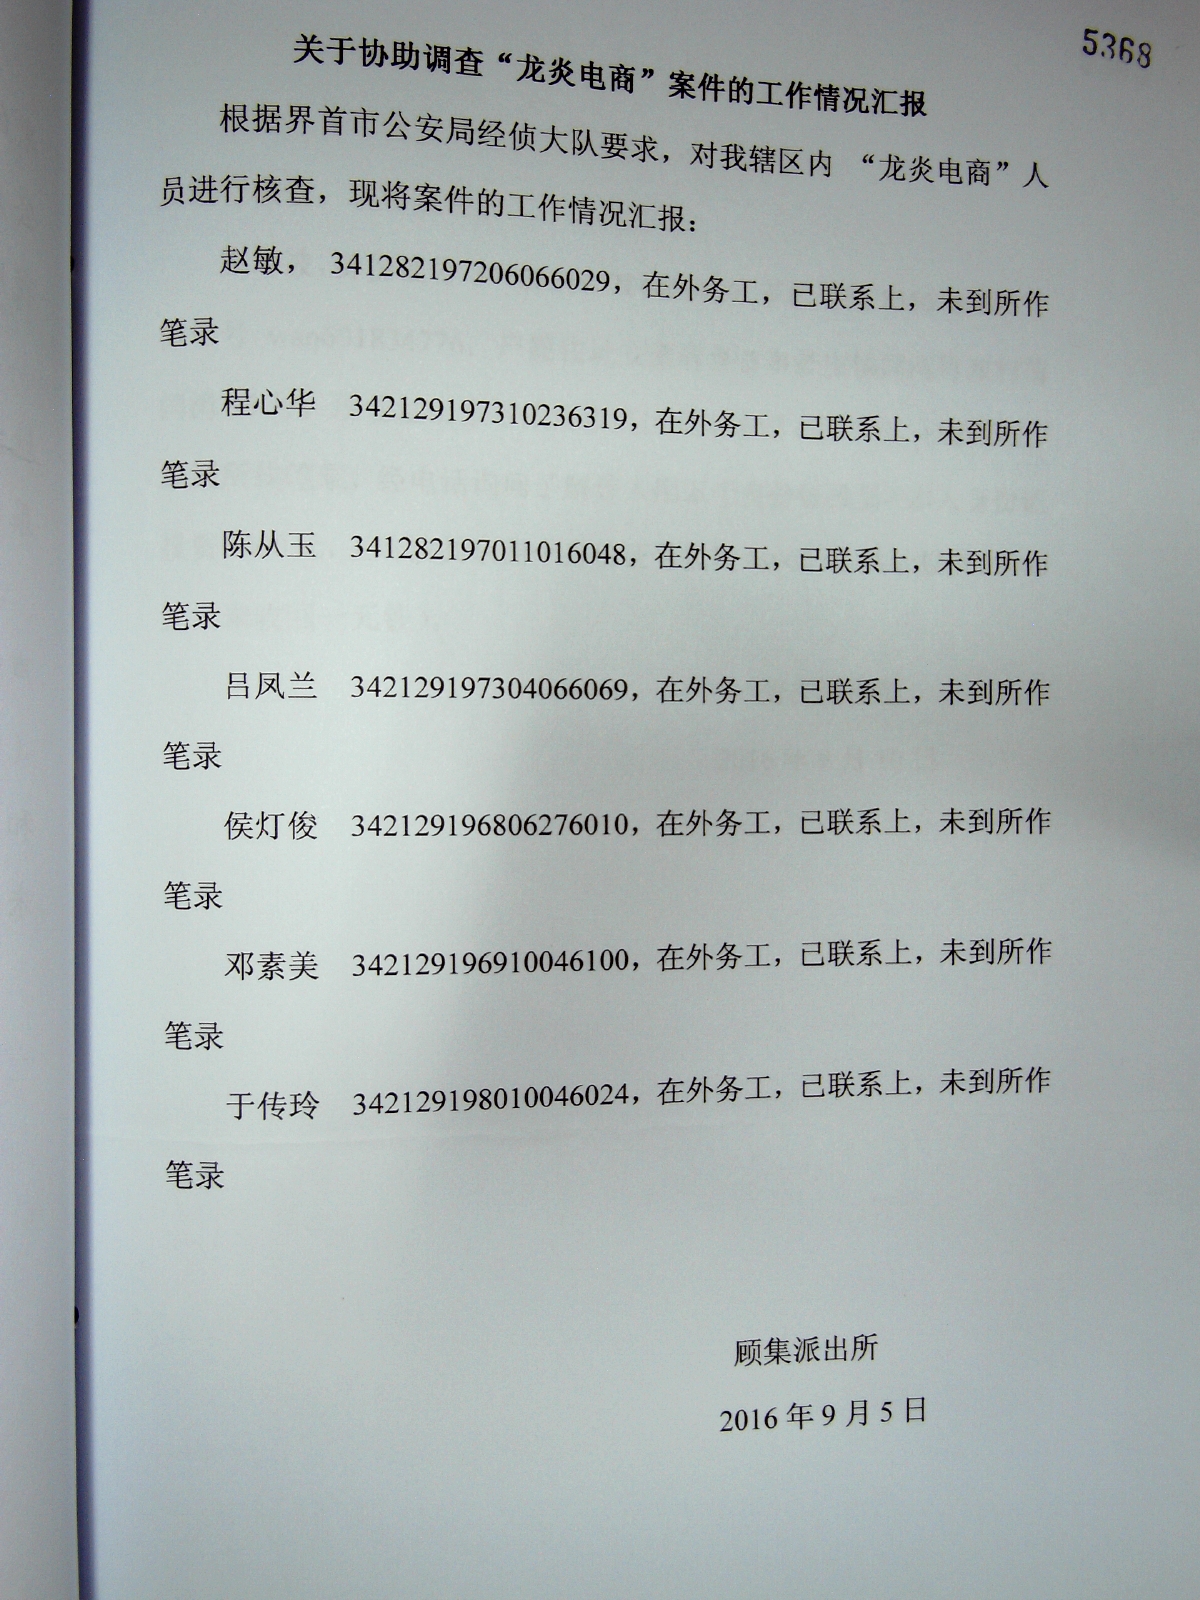 5368
关于协助调查“龙炎电商”案件的工作情况汇报
根据界首市公安局经侦大队要求，对我辖区内 “龙炎电商”人
员进行核查，现将案件的工作情况汇报：
赵敏， 341282197206066029，在外务工，已联系上，未到所作
笔录
程心华 342129197310236319，在外务工，已联系上，未到所作
笔录
陈从玉 341282197011016048，在外务工，已联系上，未到所作
笔录
吕凤兰 342129197304066069，在外务工，已联系上，未到所作
笔录
侯灯俊 342129196806276010，在外务工，已联系上，未到所作
笔录
邓素美 342129196910046100，在外务工，已联系上，未到所作
笔录
于传玲 342129198010046024，在外务工，已联系上，未到所作
笔录
顾集派出所
2016 年 9 月 5 日